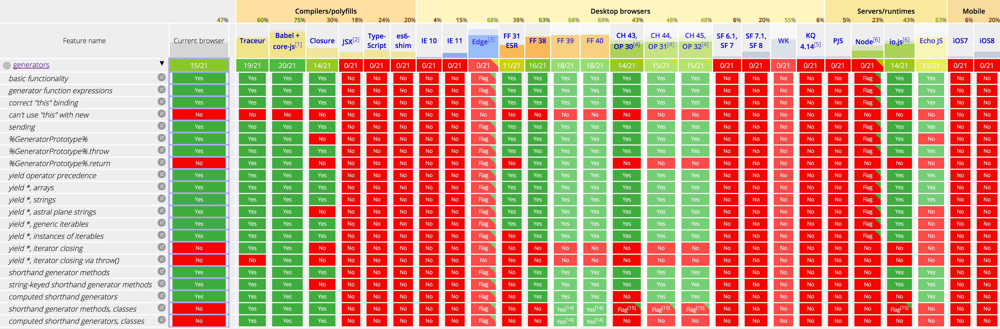 Compilers/polyfills Desktop browsers Servers/runtimes Mobile
47% 60% 75% 30% 18% 24% 20% 4% 15% 68% 38% 63% 68% 69% 43% 48% 48% 6% 20% 55% 6% 5% 23% 43% 63% 6% 20%
Feature name Current browser Traceur Babel + core-js[1] Closure JSX[2] Type-Script es6-shim IE 10 IE 11 Edge[3] FF 31 ESR FF 38 FF 39 FF 40 CH 43, OP 30[4] CH 44, OP 31[4] CH 45, OP 32[4] SF 6.1, SF 7 SF 7.1, SF 8 WK KQ 4.14[5] PJS Node[6] io.js[6] Echo JS iOS7 iOS8
generators ▼ 15/21 19/21 20/21 14/21 0/21 0/21 0/21 0/21 0/21 0/21 11/21 16/21 18/21 18/21 14/21 15/21 15/21 0/21 0/21 0/21 0/21 0/21 0/21 14/21 11/21 0/21 0/21
basic functionality C Yes Yes Yes Yes No No No No No Flag Yes Yes Yes Yes Yes Yes Yes No No No No No Flag Yes Yes No No
generator function expressions C Yes Yes Yes Yes No No No No No Flag Yes Yes Yes Yes Yes Yes Yes No No No No No Flag Yes Yes No No
correct "this" binding C Yes Yes Yes Yes No No No No No Flag Yes Yes Yes Yes Yes Yes Yes No No No No No Flag Yes Yes No No
can't use "this" with new C No No No No No No No No No No No No No No No No No No No No No No No No No No No
sending C Yes Yes Yes Yes No No No No No Flag Yes Yes Yes Yes Yes Yes Yes No No No No No Flag Yes Yes No No
%GeneratorPrototype% C Yes Yes Yes No No No No No No Flag Yes Yes Yes Yes Yes Yes Yes No No No No No Flag Yes No No No
%GeneratorPrototype%.throw C Yes Yes Yes Yes No No No No No Flag Yes Yes Yes Yes Yes Yes Yes No No No No No Flag Yes Yes No No
%GeneratorPrototype%.return C No Yes Yes No No No No No No Flag No Yes Yes Yes No No No No No No No No No No No No No
yield operator precedence C Yes Yes Yes Yes No No No No No Flag Yes Yes Yes Yes Yes Yes Yes No No No No No Flag Yes Yes No No
yield *, arrays C Yes Yes Yes Yes No No No No No Flag Yes Yes Yes Yes Yes Yes Yes No No No No No Flag Yes Yes No No
yield *, strings C Yes Yes Yes Yes No No No No No Flag Yes Yes Yes Yes Yes Yes Yes No No No No No Flag Yes Yes No No
yield *, astral plane strings C Yes Yes Yes No No No No No No Flag Yes Yes Yes Yes Yes Yes Yes No No No No No Flag Yes No No No
yield *, generic iterables C Yes Yes Yes Yes No No No No No Flag Yes Yes Yes Yes Yes Yes Yes No No No No No Flag Yes No No No
yield *, instances of iterables C Yes Yes Yes Yes No No No No No Flag No Yes Yes Yes Yes Yes Yes No No No No No Flag Yes No No No
yield *, iterator closing C No Yes Yes No No No No No No Flag No No No No No No No No No No No No No No No No No
yield *, iterator closing via throw() C No No Yes No No No No No No No No No No No No No No No No No No No No No No No No
shorthand generator methods C Yes Yes Yes Yes No No No No No Flag No Yes Yes Yes Yes Yes Yes No No No No No No Yes Yes No No
string-keyed shorthand generator methods C Yes Yes Yes No No No No No No Flag No Yes Yes Yes Yes Yes Yes No No No No No No Yes Yes No No
computed shorthand generators C Yes Yes Yes Yes No No No No No Flag No Yes Yes Yes No Yes Yes No No No No No No No Yes No No
shorthand generator methods, classes C No Yes Yes Yes No No No No No Flag No No Yes[14] Yes[14] Flag[15] Flag[15] Flag[15] No No No No No No Flag[15] No No No
computed shorthand generators, classes C No Yes Yes Yes No No No No No Flag No No Yes[14] Yes[14] No No No No No No No No No No No No No